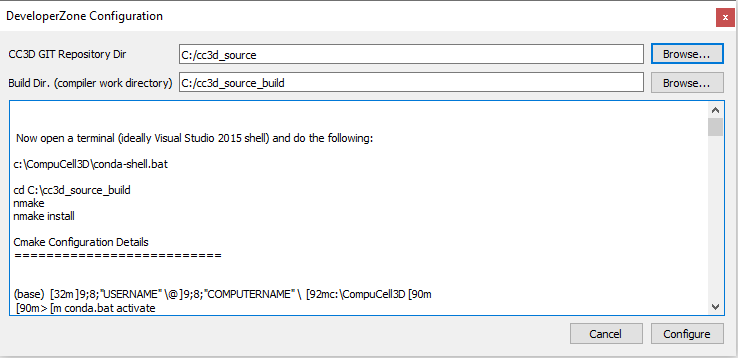 DeveloperZone Configuration
x
CC3D GIT Repository Dir C:/cc3d_source Browse...
Build Dir. (compiler work directory) C:/cc3d_source_build Browse...
Now open a terminal (ideally Visual Studio 2015 shell) and do the following:
c:\CompuCell3D\conda-shell.bat
cd C:\cc3d_source_build
nmake
nmake install
Cmake Configuration Details
==========================
(base) [32m]9;8;"USERNAME"\@]9;8;"COMPUTERNAME"\ [92mc:\CompuCell3D [90m
[90m> [m conda.bat activate
Cancel Configure